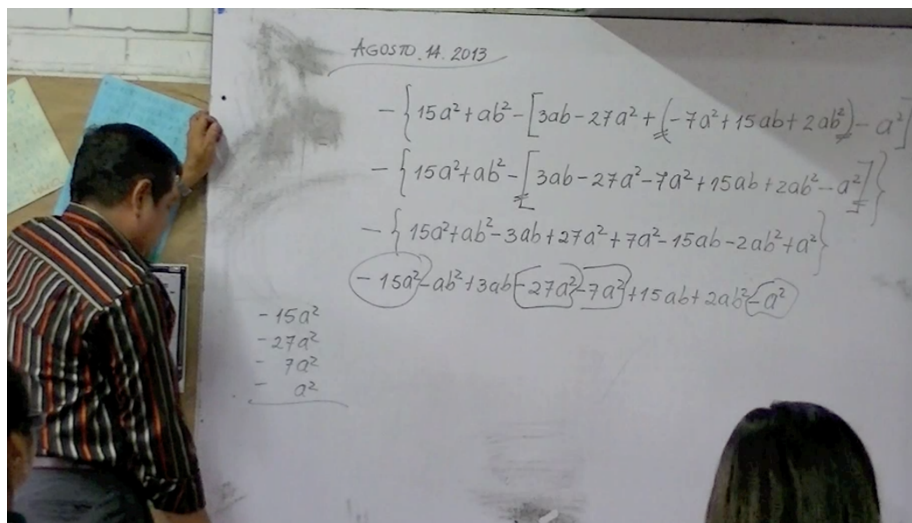 AGOSTO.14.2013
-{15a²+ab²-[3ab-27a²+(-7a²+15ab+2ab²)-a²]
-{15a²+ab²-[3ab-27a²-7a²+15ab+2ab²-a²]}
-{15a²+ab²-3ab+27a²+7a²-15ab-2ab²+a²}
-15a²-ab²+3ab-27a²-7a²+15ab+2ab²-a²
-15a²
-27a²
- 7a²
- a²